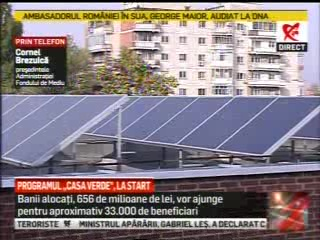 AMBASADORUL ROMÂNIEI ÎN SUA, GEORGE MAIOR, AUDIAT LA DNA
DIRECT
PRIN TELEFON
Cornel
Brezuică
președintele
Administrației
Fondului de Mediu
PROGRAMUL „CASA VERDE”, LA START
Banii alocați, 656 de milioane de lei, vor ajunge
pentru aproximativ 33.000 de beneficiari
TERORISTE
MINISTRUL APĂRĂRII, GABRIEL LEȘ, A DECLARAT C